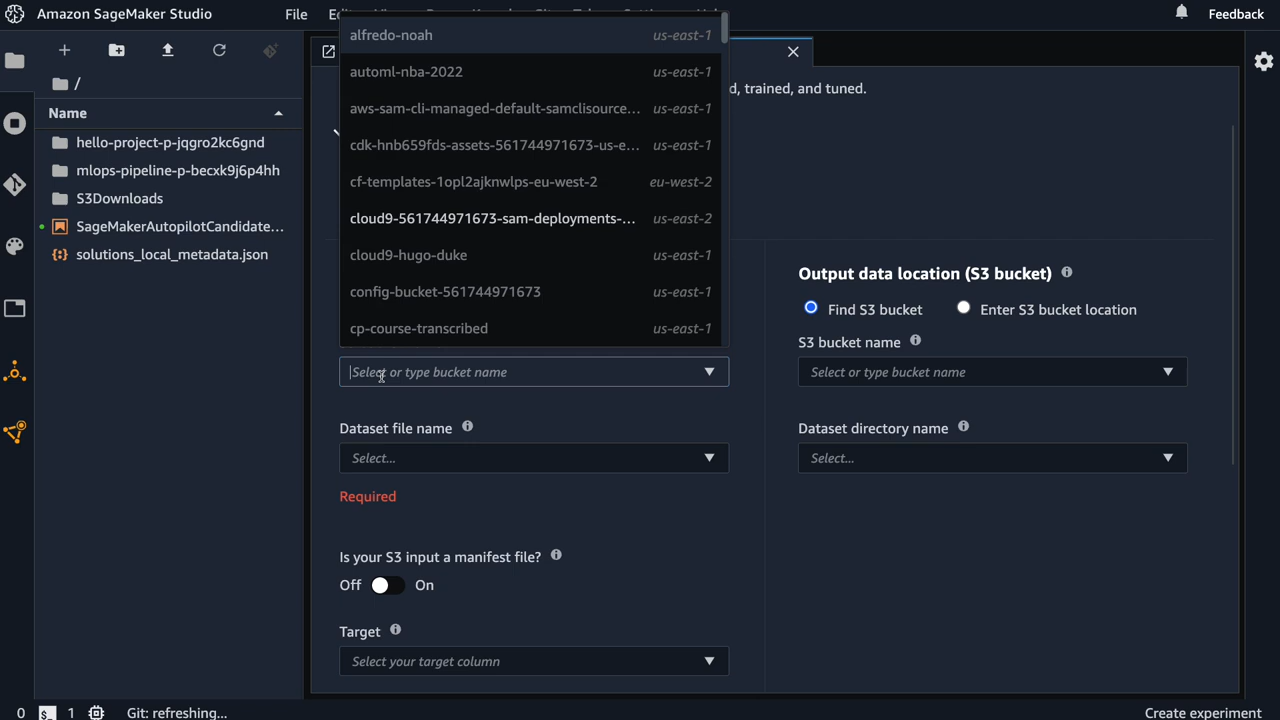 Amazon SageMaker Studio
File
Feedback
/
Name
hello-project-p-jqgro2kc6gnd
mlops-pipeline-p-becxk9j6p4hh
S3Downloads
SageMakerAutopilotCandidate...
solutions_local_metadata.json
d, trained, and tuned.
alfredo-noah us-east-1
automl-nba-2022 us-east-1
aws-sam-cli-managed-default-samclisource... us-east-1
cdk-hnb659fds-assets-561744971673-us-e... us-east-1
cf-templates-1opl2ajknwlps-eu-west-2 eu-west-2
cloud9-561744971673-sam-deployments-... us-east-2
cloud9-hugo-duke us-east-1
config-bucket-561744971673 us-east-1
cp-course-transcribed us-east-1
Select or type bucket name
Dataset file name
Select...
Required
Is your S3 input a manifest file?
Off On
Target
Select your target column
Output data location (S3 bucket)
Find S3 bucket Enter S3 bucket location
S3 bucket name
Select or type bucket name
Dataset directory name
Select...
0 $_ 1 Git: refreshing...
Create experiment